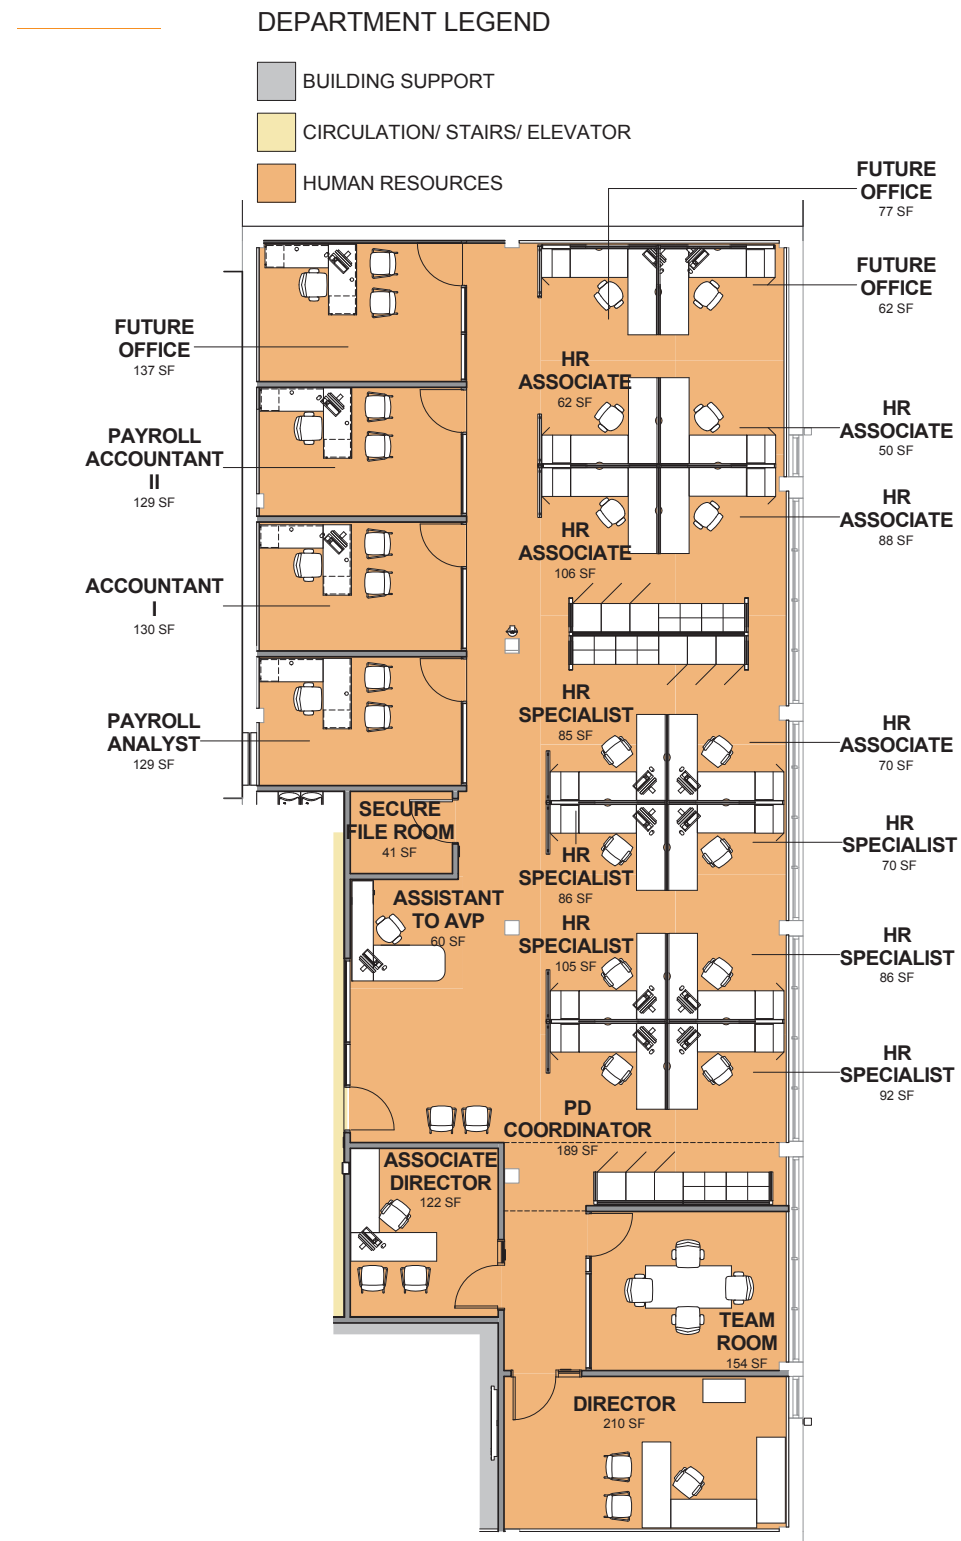 DEPARTMENT LEGEND
BUILDING SUPPORT
CIRCULATION/ STAIRS/ ELEVATOR
HUMAN RESOURCES
FUTURE
OFFICE
77 SF
FUTURE
OFFICE
62 SF
FUTURE
OFFICE
137 SF
HR
ASSOCIATE
62 SF
HR
ASSOCIATE
50 SF
PAYROLL
ACCOUNTANT
II
129 SF
HR
ASSOCIATE
88 SF
HR
ASSOCIATE
106 SF
ACCOUNTANT
I
130 SF
HR
SPECIALIST
85 SF
HR
ASSOCIATE
70 SF
PAYROLL
ANALYST
129 SF
SECURE
FILE ROOM
41 SF
HR
SPECIALIST
70 SF
HR
SPECIALIST
86 SF
ASSISTANT
TO AVP
60 SF
HR
SPECIALIST
105 SF
HR
SPECIALIST
86 SF
HR
SPECIALIST
92 SF
PD
COORDINATOR
189 SF
ASSOCIATE
DIRECTOR
122 SF
TEAM
ROOM
154 SF
DIRECTOR
210 SF